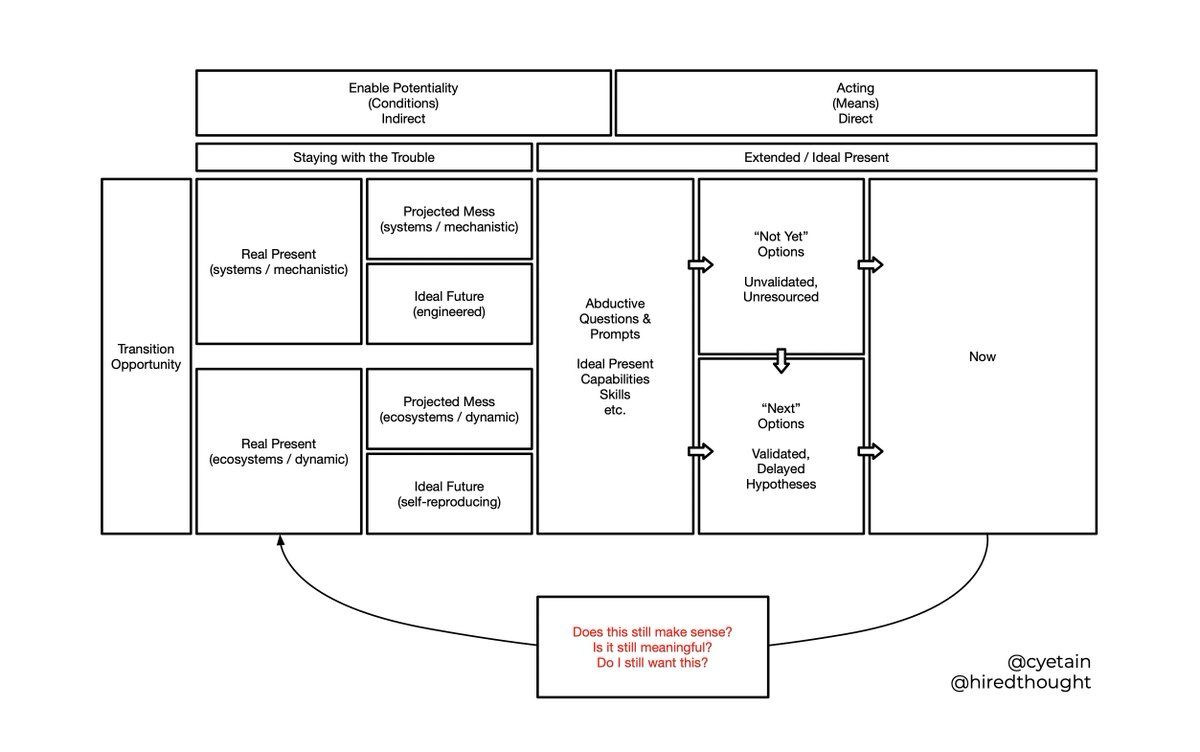 Enable Potentiality
(Conditions)
Indirect
Acting
(Means)
Direct
Staying with the Trouble
Extended / Ideal Present
Transition
Opportunity
Real Present
(systems / mechanistic)
Projected Mess
(systems / mechanistic)
Ideal Future
(engineered)
Real Present
(ecosystems / dynamic)
Projected Mess
(ecosystems / dynamic)
Ideal Future
(self-reproducing)
Abductive
Questions &
Prompts
Ideal Present
Capabilities
Skills
etc.
“Not Yet”
Options
Unvalidated,
Unresourced
“Next”
Options
Validated,
Delayed
Hypotheses
Now
Does this still make sense?
Is it still meaningful?
Do I still want this?
@cyetain
@hiredthought